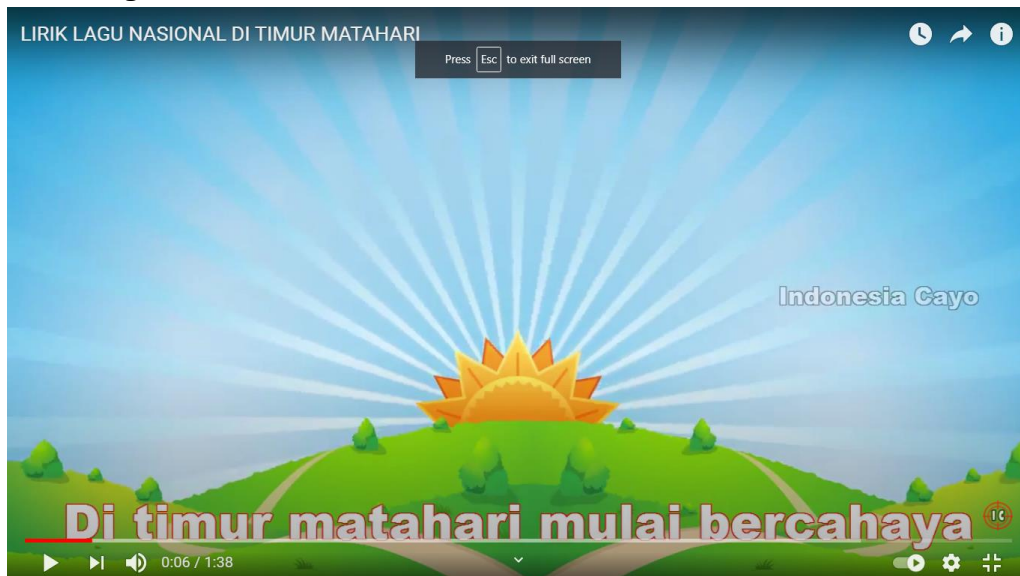 LIRIK LAGU NASIONAL DI TIMUR MATAHARI
Press Esc to exit full screen
Indonesia Cayo
Di timur matahari mulai bercahaya
IC
0:06 / 1:38